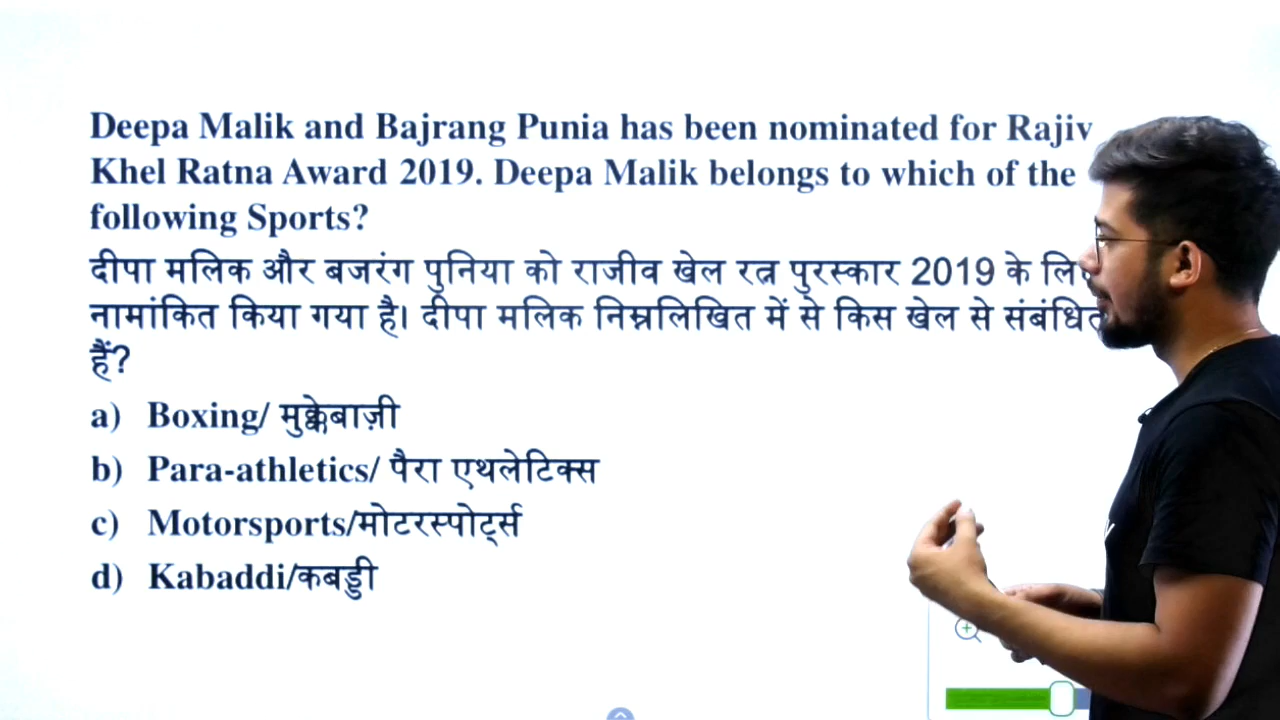 Deepa Malik and Bajrang Punia has been nominated for Rajiv
Khel Ratna Award 2019. Deepa Malik belongs to which of the
following Sports?
दीपा मलिक और बजरंग पुनिया को राजीव खेल रत्न पुरस्कार 2019 के
नामांकित किया गया है। दीपा मलिक निम्नलिखित में से किस खेल से संबंधित
हैं?
a) Boxing/ मुक्केबाज़ी
b) Para-athletics/ पैरा एथलेटिक्स
c) Motorsports/मोटरस्पोर्ट्स
d) Kabaddi/कबड्डी